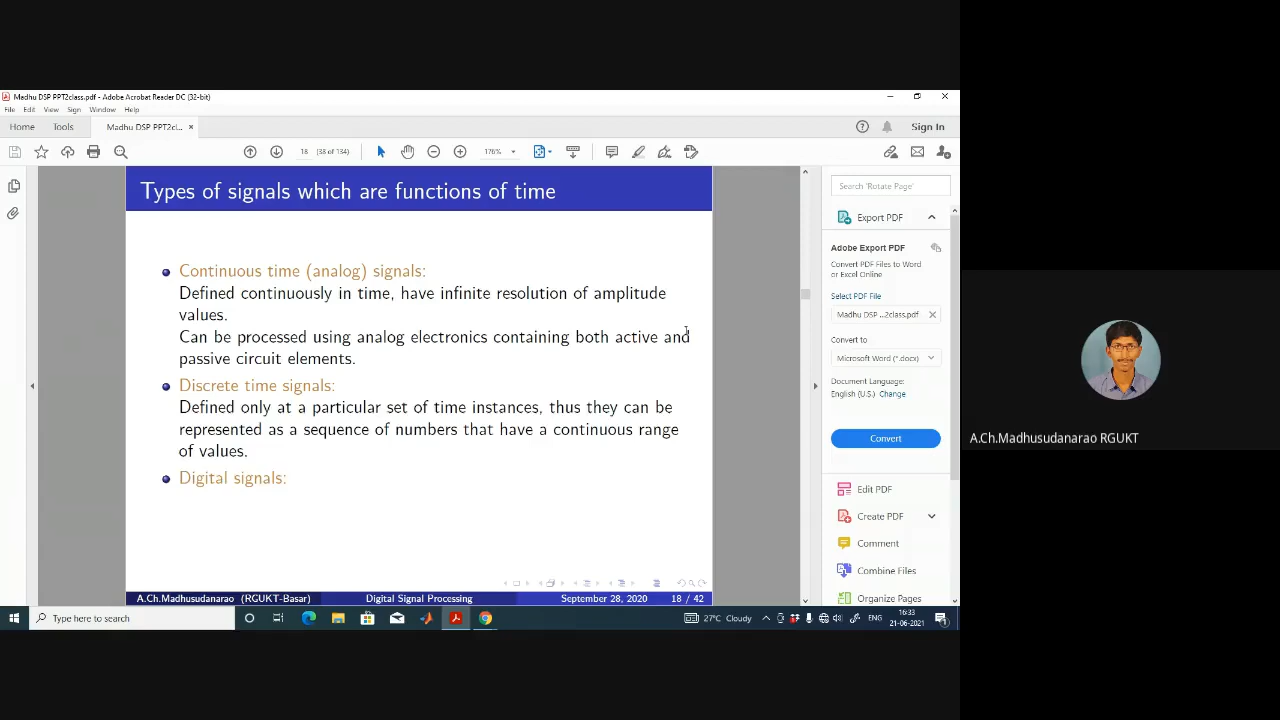 Madhu DSP PPT2class.pdf - Adobe Acrobat Reader DC (32-bit)
File Edit View Sign Window Help
Home Tools Madhu DSP PPT2cl... × Sign In
18 (38 of 134) 176%
Types of signals which are functions of time
Continuous time (analog) signals:
Defined continuously in time, have infinite resolution of amplitude
values.
Can be processed using analog electronics containing both active and
passive circuit elements.
Discrete time signals:
Defined only at a particular set of time instances, thus they can be
represented as a sequence of numbers that have a continuous range
of values.
Digital signals:
A.Ch.Madhusudanarao (RGUKT-Basar) Digital Signal Processing September 28, 2020 18 / 42
Search 'Rotate Page'
Export PDF
Adobe Export PDF
Convert PDF Files to Word
or Excel Online
Select PDF File
Madhu DSP ...2class.pdf
Convert to
Microsoft Word (*.docx)
Document Language:
English (U.S.) Change
Convert
Edit PDF
Create PDF
Comment
Combine Files
Organize Pages
A.Ch.Madhusudanarao RGUKT
Type here to search
27°C Cloudy ENG 16:33
21-06-2021